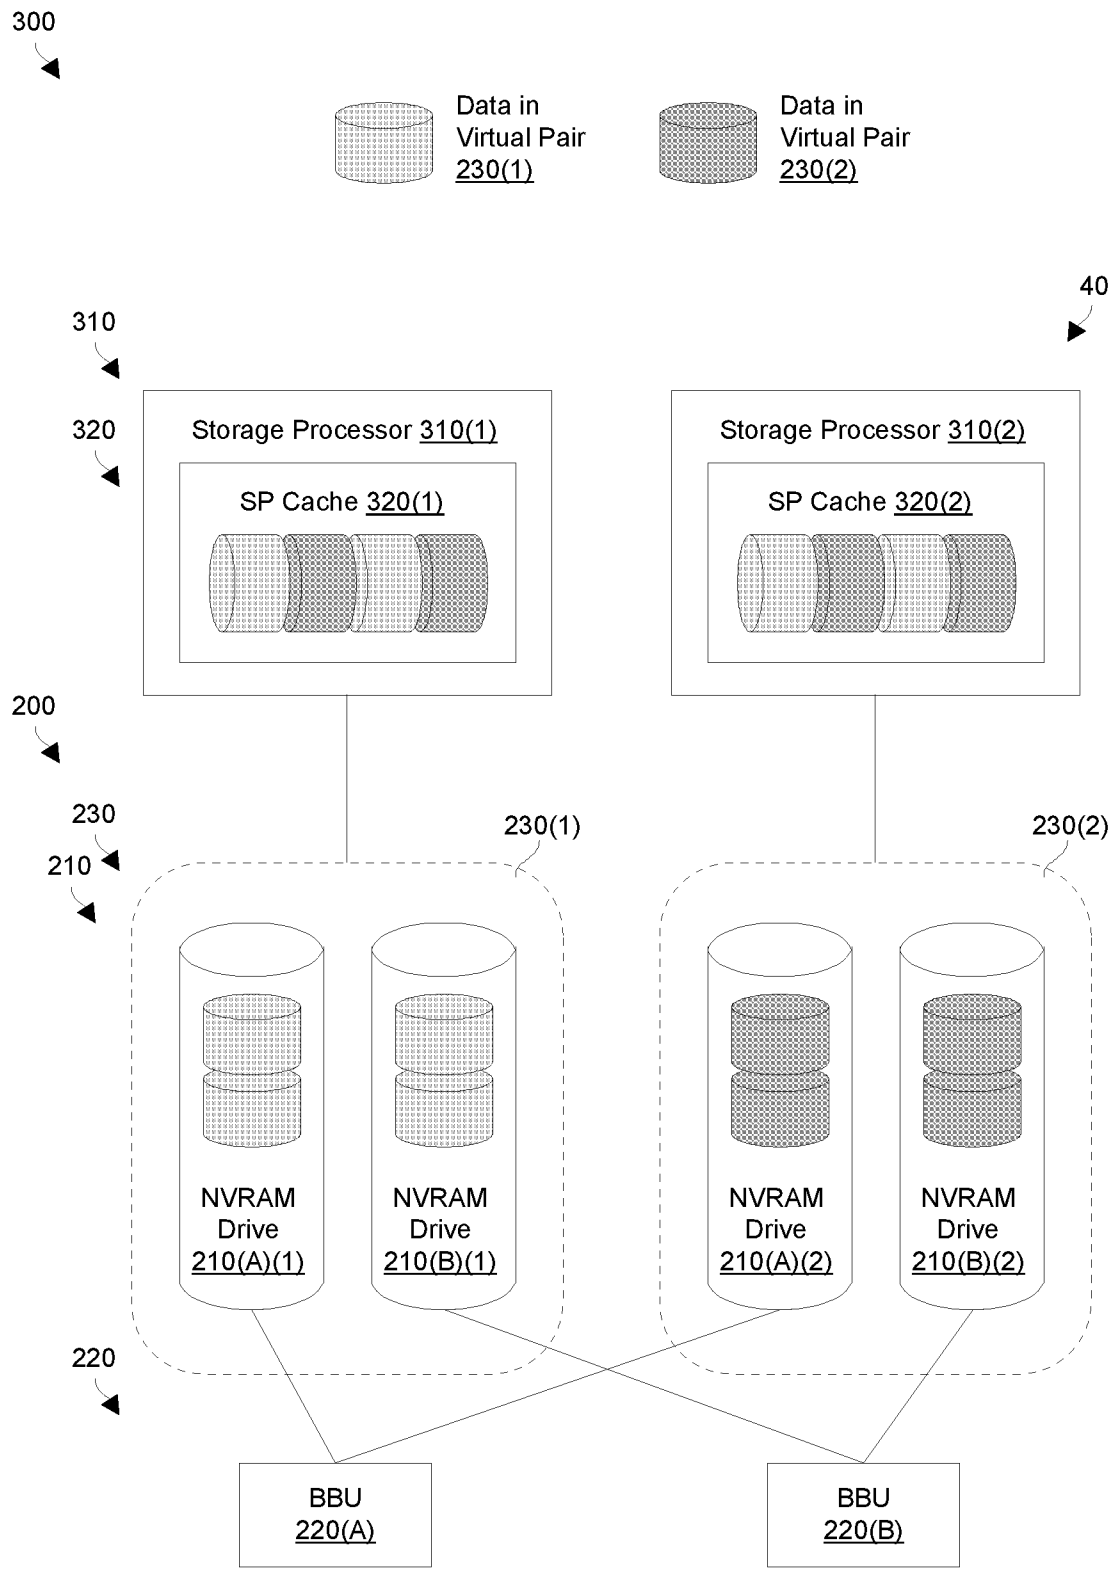 300
Data in
Virtual Pair
230(1)
Data in
Virtual Pair
230(2)
40
310
320
Storage Processor 310(1)
SP Cache 320(1)
Storage Processor 310(2)
SP Cache 320(2)
200
230
210
230(1)
230(2)
NVRAM
Drive
210(A)(1)
NVRAM
Drive
210(B)(1)
NVRAM
Drive
210(A)(2)
NVRAM
Drive
210(B)(2)
220
BBU
220(A)
BBU
220(B)